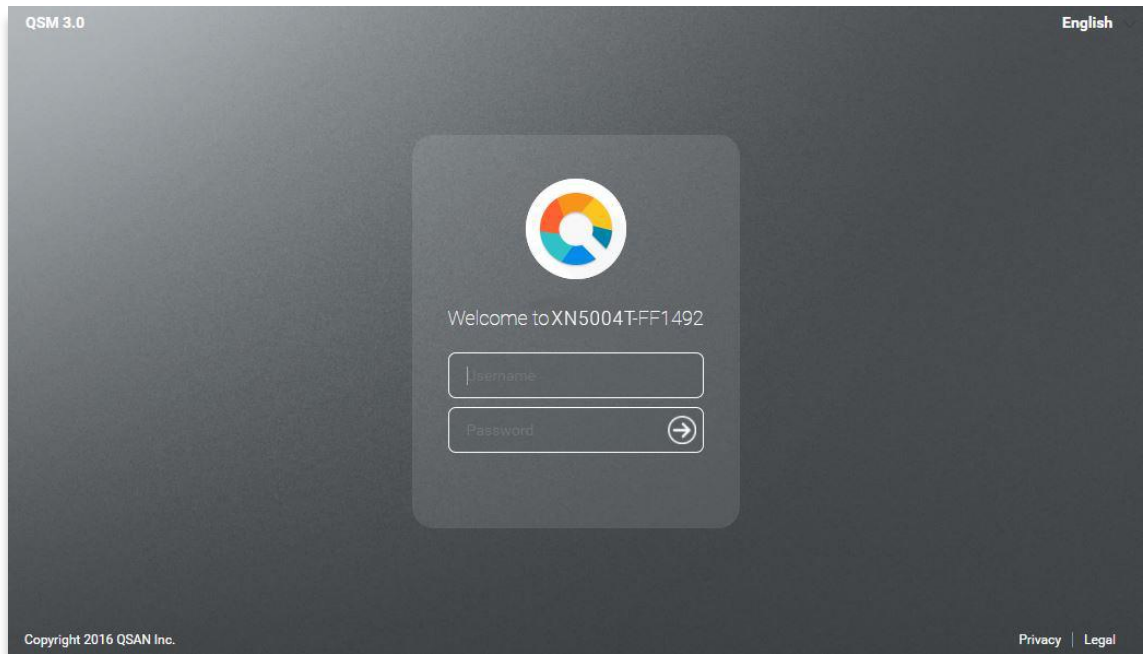 QSM 3.0
English
Welcome to XN5004T-FF1492
Username
Password
Copyright 2016 QSAN Inc.
Privacy | Legal